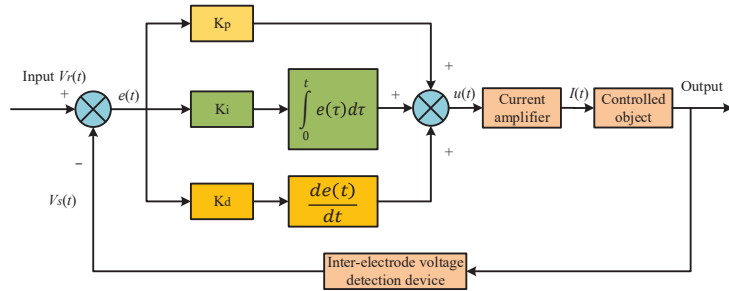 Kp
Input Vr(t)
+
e(t)
Ki
t
∫ e(τ)dτ
0
+
+
u(t)
Current
amplifier
I(t)
Controlled
object
Output
−
+
Vs(t)
Kd
de(t)
dt
Inter-electrode voltage
detection device